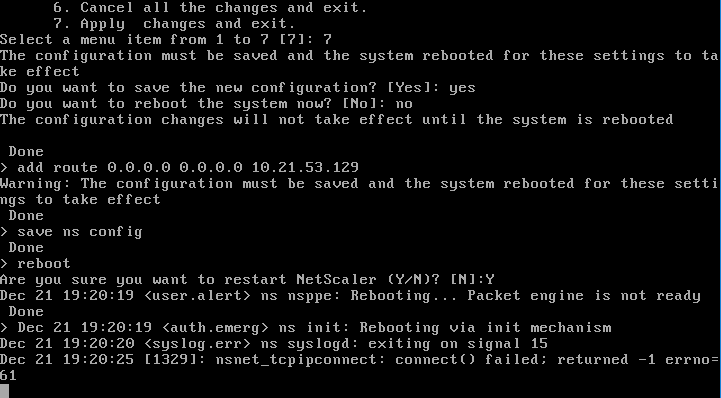 6. Cancel all the changes and exit.
7. Apply  changes and exit.
Select a menu item from 1 to 7 [7]: 7
The configuration must be saved and the system rebooted for these settings to ta
ke effect
Do you want to save the new configuration? [Yes]: yes
Do you want to reboot the system now? [No]: no
The configuration changes will not take effect until the system is rebooted
Done
> add route 0.0.0.0 0.0.0.0 10.21.53.129
Warning: The configuration must be saved and the system rebooted for these setti
ngs to take effect
Done
> save ns config
Done
> reboot
Are you sure you want to restart NetScaler (Y/N)? [N]:Y
Dec 21 19:20:19 <user.alert> ns nsppe: Rebooting... Packet engine is not ready
Done
> Dec 21 19:20:19 <auth.emerg> ns init: Rebooting via init mechanism
Dec 21 19:20:20 <syslog.err> ns syslogd: exiting on signal 15
Dec 21 19:20:25 [1329]: nsnet_tcpipconnect: connect() failed; returned -1 errno=
61